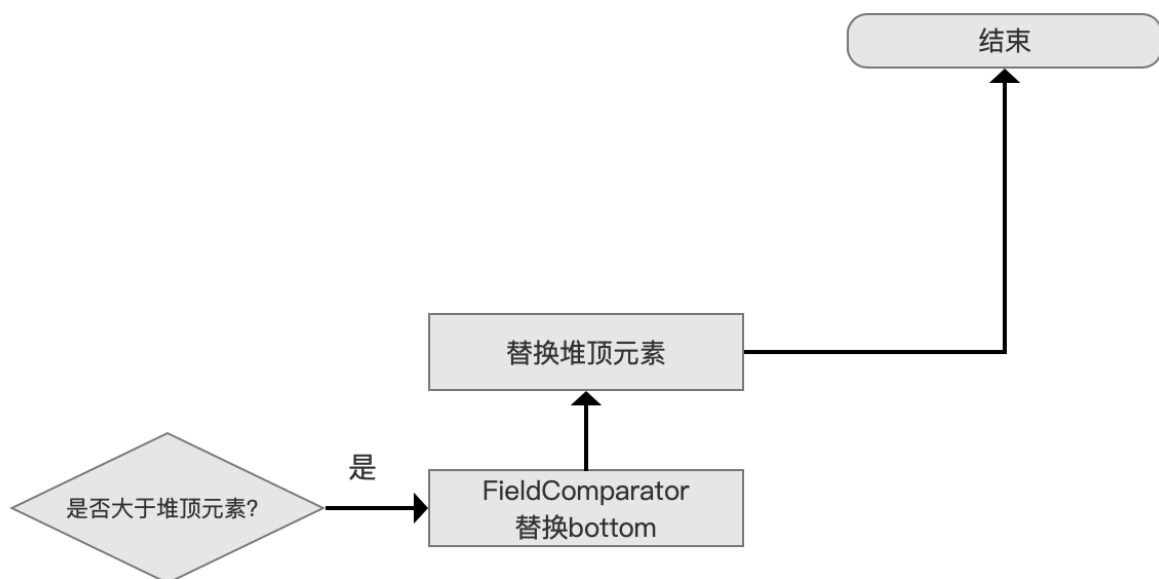 结束
替换堆顶元素
是
是否大于堆顶元素?
FieldComparator
替换bottom